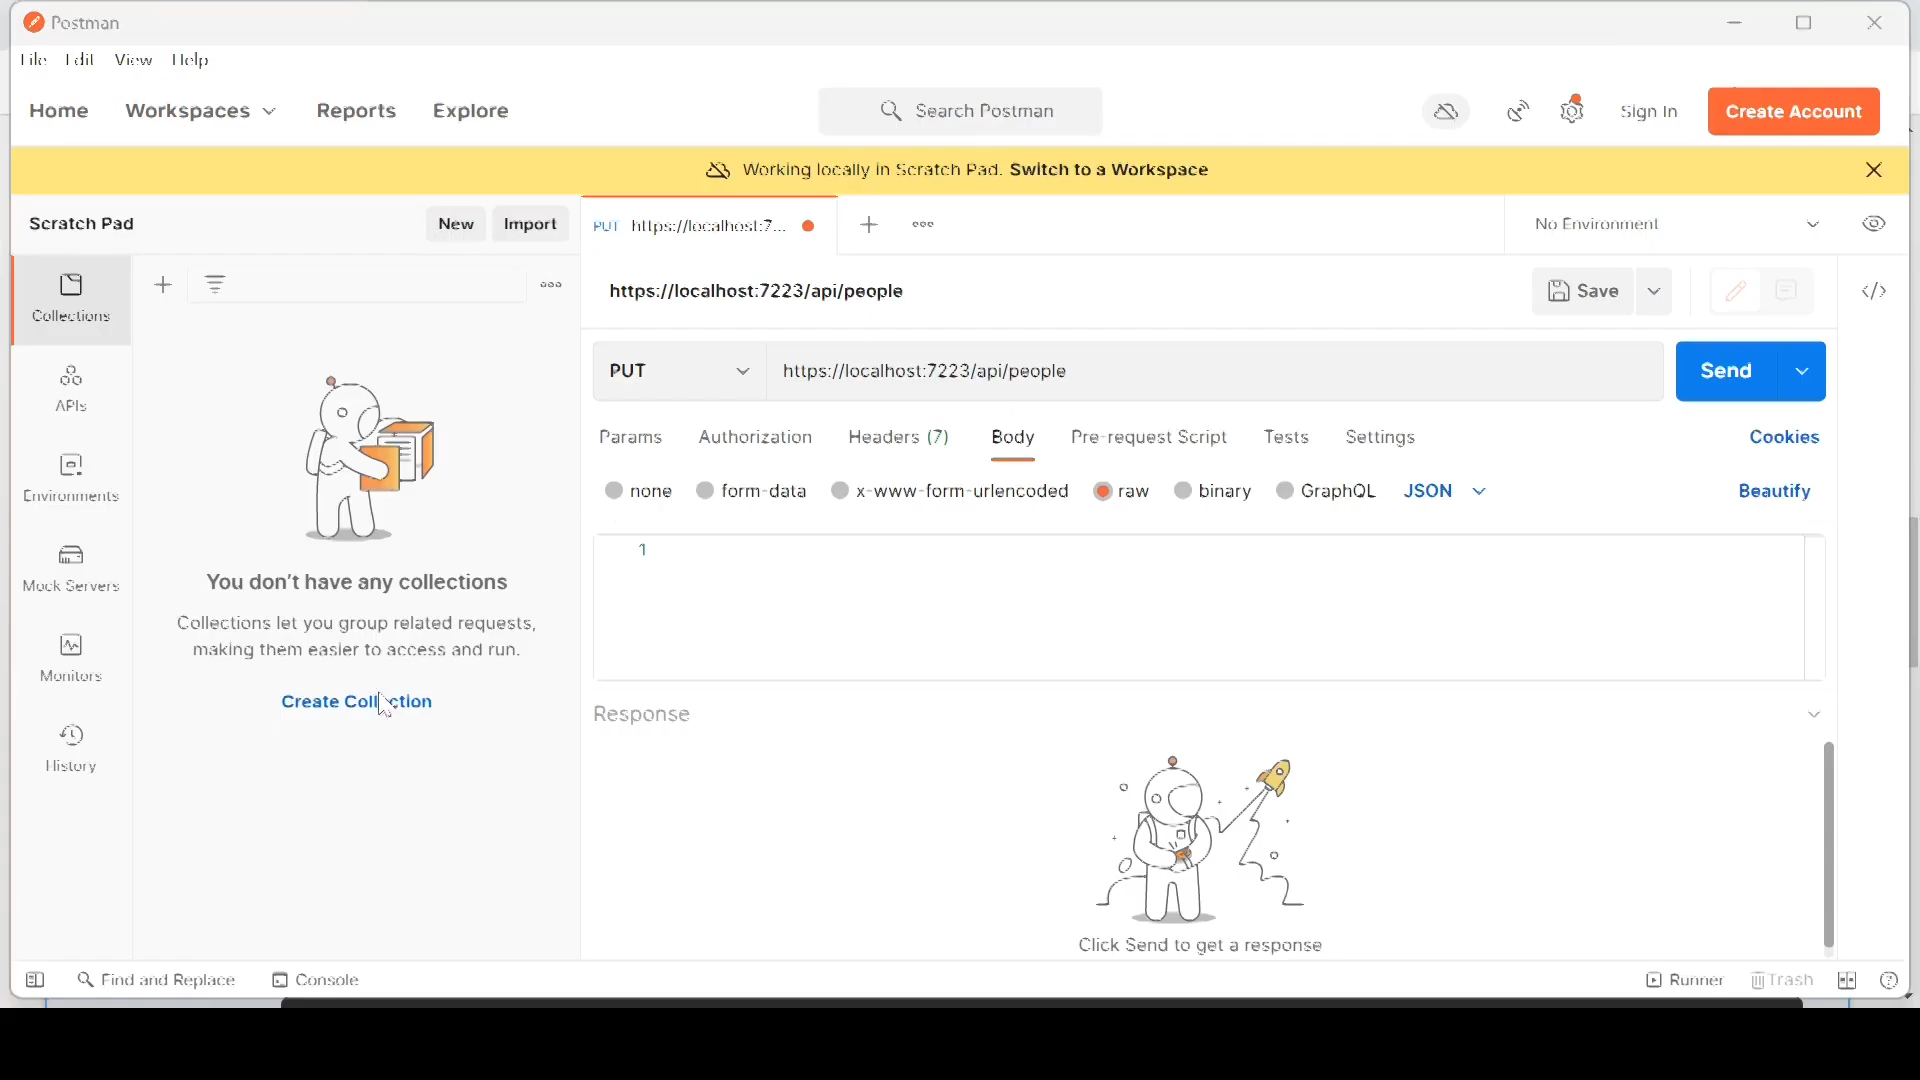 Postman
File Edit View Help
Home Workspaces Reports Explore
Search Postman
Sign In
Create Account
Working locally in Scratch Pad. Switch to a Workspace
Scratch Pad
New
Import
PUT https://localhost:7...
No Environment
Collections
https://localhost:7223/api/people
Save
APIs
PUT
https://localhost:7223/api/people
Send
Environments
Params Authorization Headers (7) Body Pre-request Script Tests Settings
Cookies
none form-data x-www-form-urlencoded raw binary GraphQL JSON
Beautify
1
Mock Servers
You don't have any collections
Collections let you group related requests,
making them easier to access and run.
Create Collection
Monitors
History
Response
Click Send to get a response
Find and Replace
Console
Runner
Trash